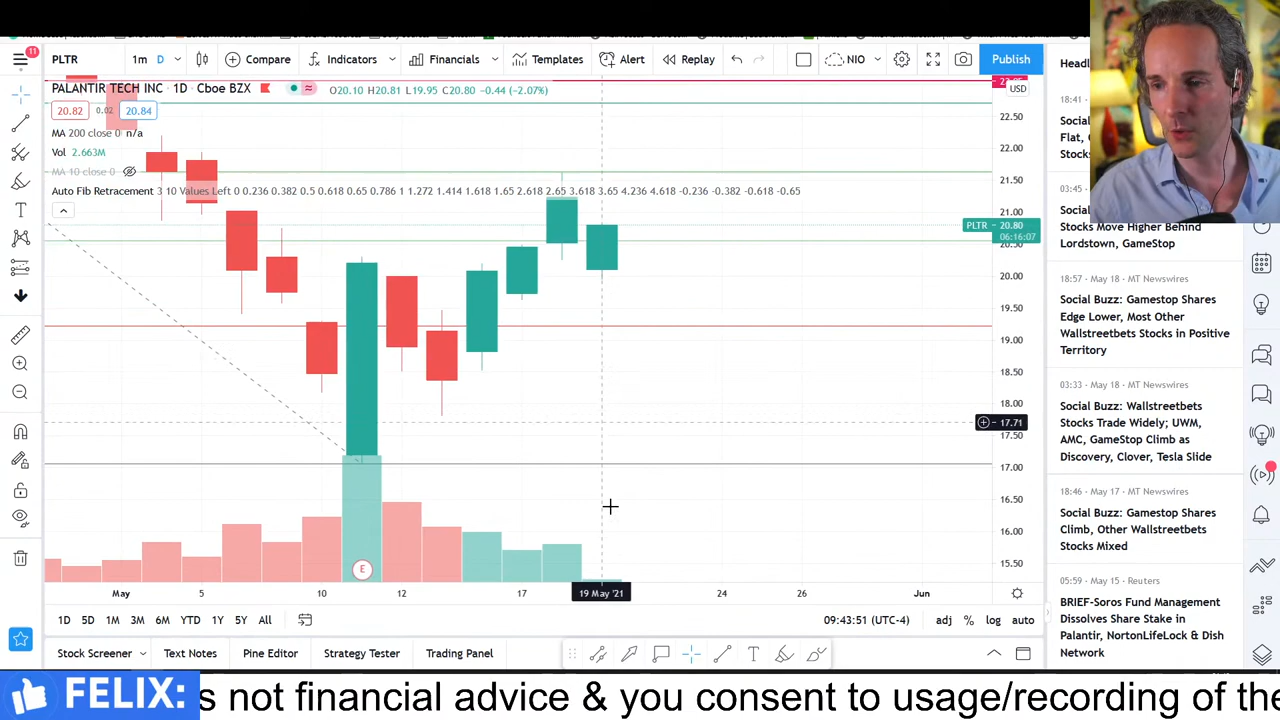 11
PLTR
1m
D
Compare
Indicators
Financials
Templates
Alert
Replay
NIO
Publish
PALANTIR TECH INC · 1D · Cboe BZX
≈
O20.10 H20.81 L19.95 C20.80 -0.44 (-2.07%)
20.82
0.02
20.84
MA 200 close 0 n/a
Vol 2.663M
MA 10 close 0
Auto Fib Retracement 3 10 Values Left 0 0.236 0.382 0.5 0.618 0.65 0.786 1 1.272 1.414 1.618 1.65 2.618 2.65 3.618 3.65 4.236 4.618 -0.236 -0.382 -0.618 -0.65
USD
22.50
22.00
21.50
21.00
PLTR 20.80
06:16:07
20.50
20.00
19.50
19.00
18.50
18.00
17.71
17.50
17.00
16.50
16.00
15.50
E
May
5
10
12
17
19 May '21
24
26
Jun
1D
5D
1M
3M
6M
YTD
1Y
5Y
All
09:43:51 (UTC-4)
adj
%
log
auto
Stock Screener
Text Notes
Pine Editor
Strategy Tester
Trading Panel
Headl
18:41
Social
Flat,
Stocks
03:45
Social
Stocks Move Higher Behind
Lordstown, GameStop
18:57 · May 18 · MT Newswires
Social Buzz: Gamestop Shares
Edge Lower, Most Other
Wallstreetbets Stocks in Positive
Territory
03:33 · May 18 · MT Newswires
Social Buzz: Wallstreetbets
Stocks Trade Widely; UWM,
AMC, GameStop Climb as
Discovery, Clover, Tesla Slide
18:46 · May 17 · MT Newswires
Social Buzz: Gamestop Shares
Climb, Other Wallstreetbets
Stocks Mixed
05:59 · May 15 · Reuters
BRIEF-Soros Fund Management
Dissolves Share Stake in
Palantir, NortonLifeLock & Dish
Network
FELIX:
s not financial advice & you consent to usage/recording of the